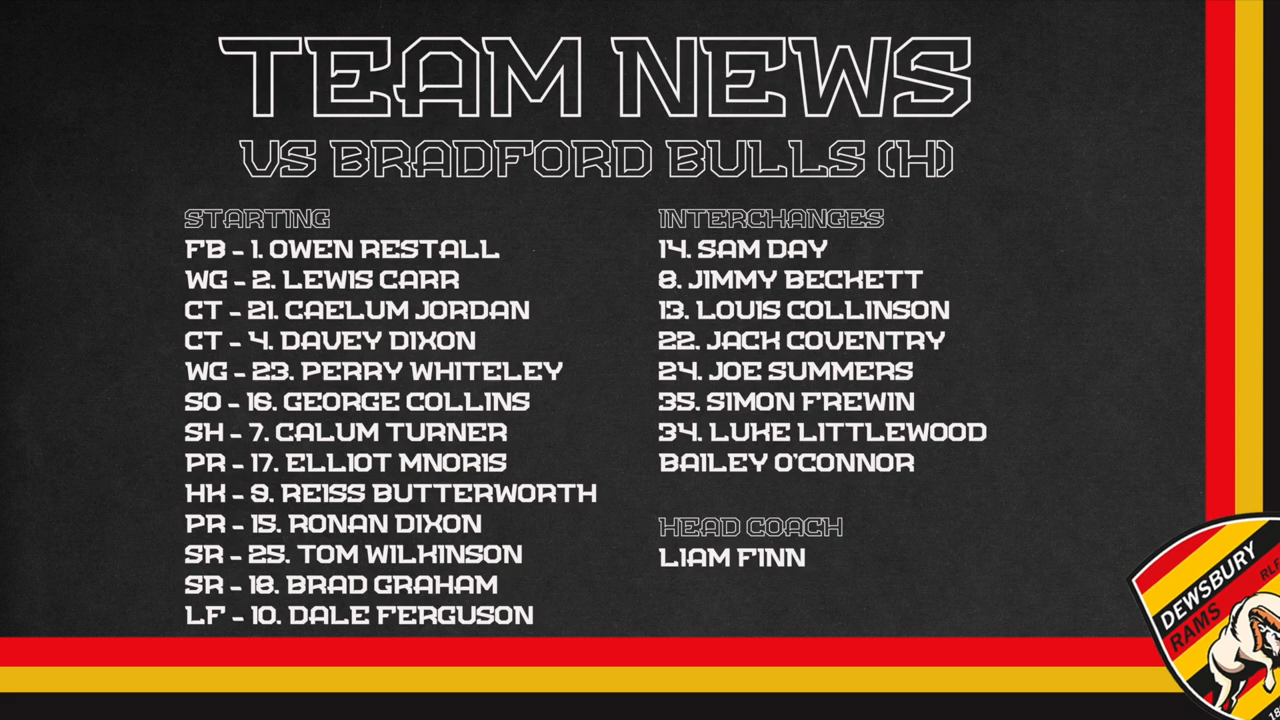 TEAM NEWS
VS BRADFORD BULLS (H)
STARTING
FB - 1. OWEN RESTALL
WG - 2. LEWIS CARR
CT - 21. CAELUM JORDAN
CT - 4. DAVEY DIXON
WG - 23. PERRY WHITELEY
SO - 16. GEORGE COLLINS
SH - 7. CALUM TURNER
PR - 17. ELLIOT MNORIS
HK - 9. REISS BUTTERWORTH
PR - 15. RONAN DIXON
SR - 25. TOM WILKINSON
SR - 18. BRAD GRAHAM
LF - 10. DALE FERGUSON
INTERCHANGES
14. SAM DAY
8. JIMMY BECKETT
13. LOUIS COLLINSON
22. JACK COVENTRY
24. JOE SUMMERS
35. SIMON FREWIN
34. LUKE LITTLEWOOD
BAILEY O'CONNOR
HEAD COACH
LIAM FINN
DEWSBURY
RAMS